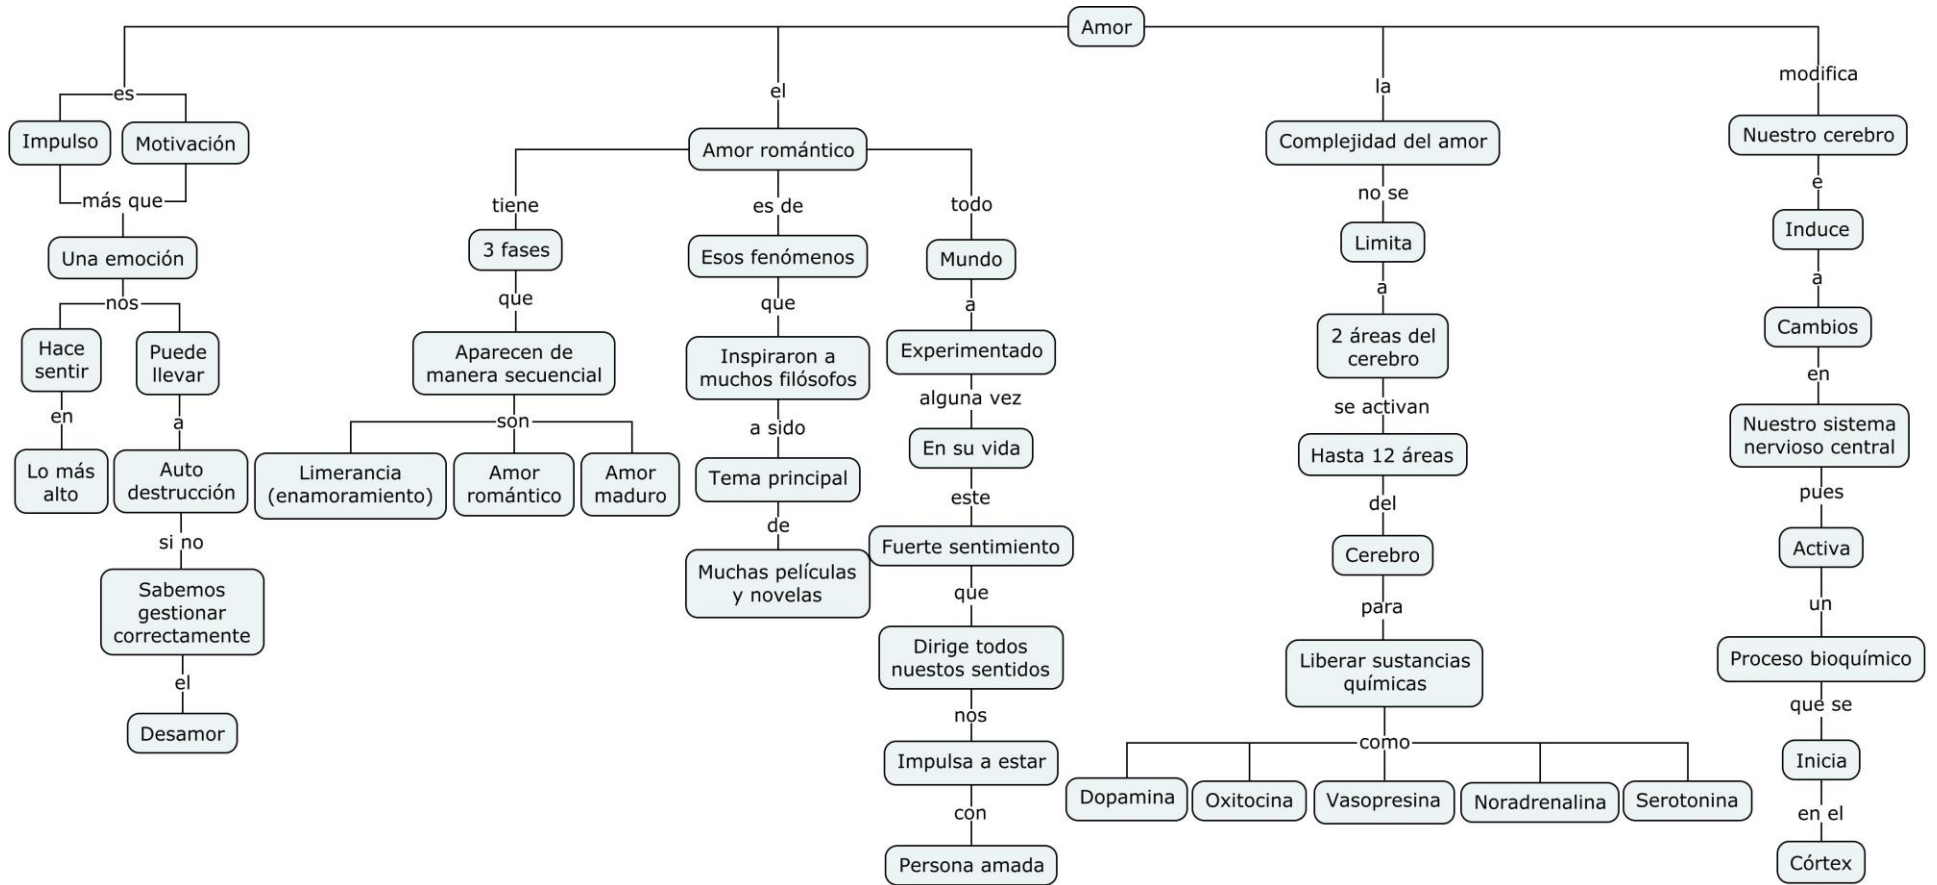 Amor
es
Impulso
Motivación
más que
Una emoción
nos
Hace
sentir
en
Lo más
alto
Puede
llevar
a
Auto
destrucción
si no
Sabemos
gestionar
correctamente
el
Desamor
el
Amor romántico
tiene
3 fases
que
Aparecen de
manera secuencial
son
Limerancia
(enamoramiento)
Amor
romántico
Amor
maduro
es de
Esos fenómenos
que
Inspiraron a
muchos filósofos
a sido
Tema principal
de
Muchas películas
y novelas
todo
Mundo
a
Experimentado
alguna vez
En su vida
este
Fuerte sentimiento
que
Dirige todos
nuestos sentidos
nos
Impulsa a estar
con
Persona amada
la
Complejidad del amor
no se
Limita
a
2 áreas del
cerebro
se activan
Hasta 12 áreas
del
Cerebro
para
Liberar sustancias
químicas
como
Dopamina
Oxitocina
Vasopresina
Noradrenalina
Serotonina
modifica
Nuestro cerebro
e
Induce
a
Cambios
en
Nuestro sistema
nervioso central
pues
Activa
un
Proceso bioquímico
que se
Inicia
en el
Córtex